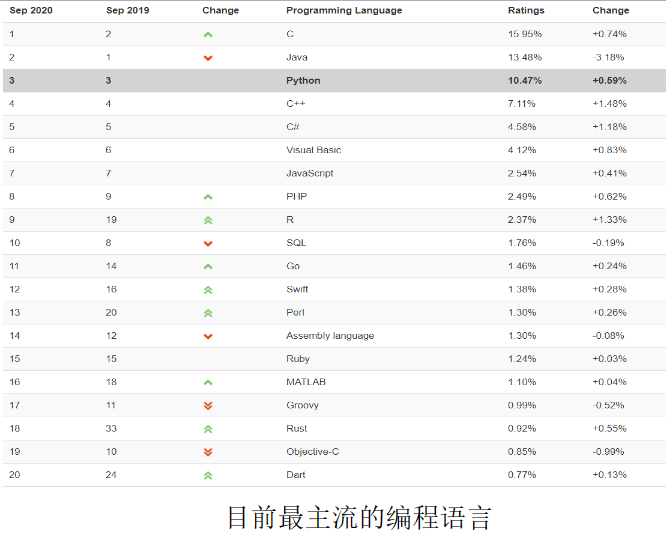 Sep 2020 Sep 2019 Change Programming Language Ratings Change
1 2 C 15.95% +0.74%
2 1 Java 13.48% -3.18%
3 3 Python 10.47% +0.59%
4 4 C++ 7.11% +1.48%
5 5 C# 4.58% +1.18%
6 6 Visual Basic 4.12% +0.83%
7 7 JavaScript 2.54% +0.41%
8 9 PHP 2.49% +0.62%
9 19 R 2.37% +1.33%
10 8 SQL 1.76% -0.19%
11 14 Go 1.46% +0.24%
12 16 Swift 1.38% +0.28%
13 20 Perl 1.30% +0.26%
14 12 Assembly language 1.30% -0.08%
15 15 Ruby 1.24% +0.03%
16 18 MATLAB 1.10% +0.04%
17 11 Groovy 0.99% -0.52%
18 33 Rust 0.92% +0.55%
19 10 Objective-C 0.85% -0.99%
20 24 Dart 0.77% +0.13%
目前最主流的编程语言